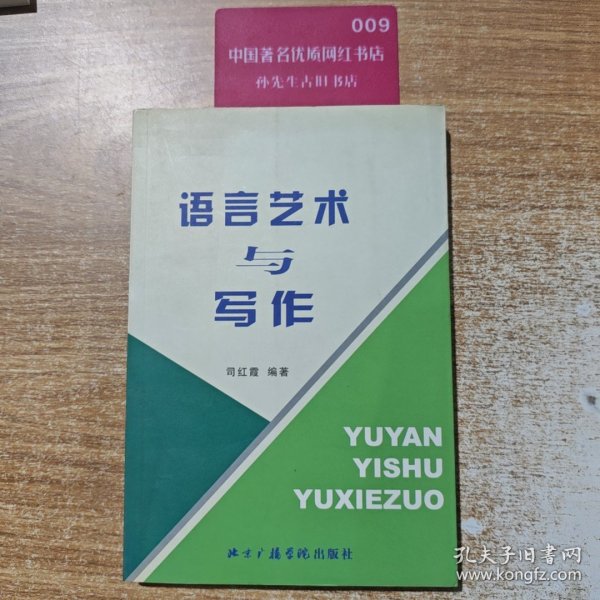 009
中国著名优质网红书店
孙先生古旧书店
语言艺术
与
写作
司红霞 编著
YUYAN
YISHU
YUXIEZUO
北京广播学院出版社
孔夫子旧书网
www.kongfz.com